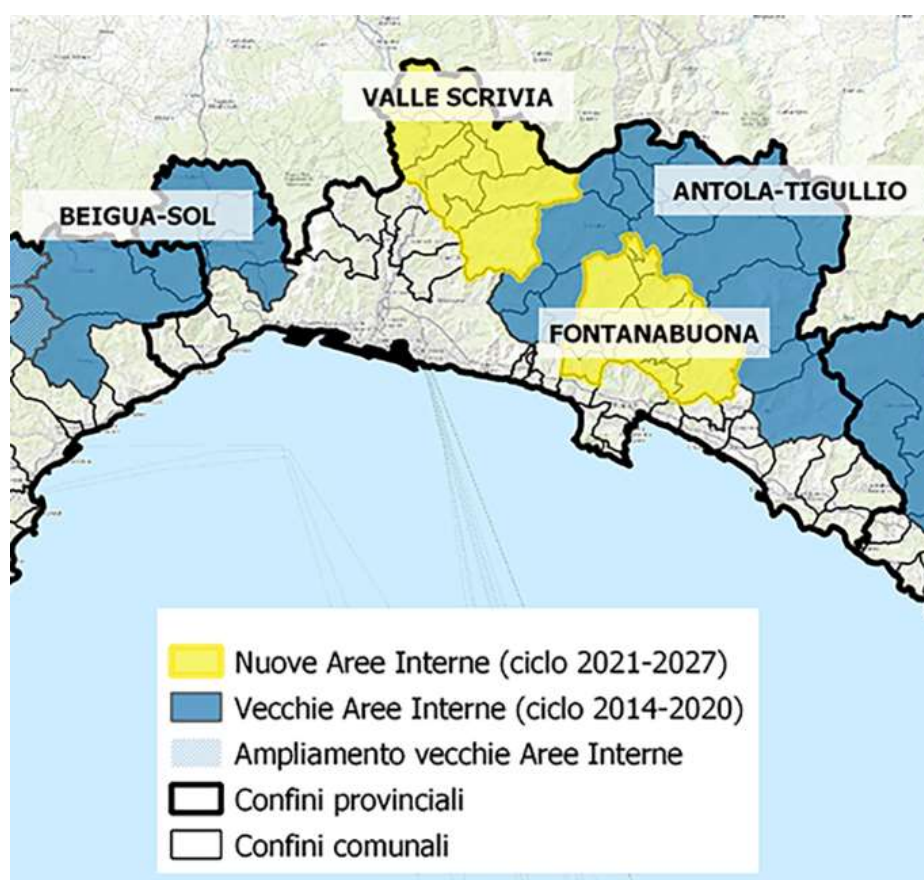 VALLE SCRIVIA
ANTOLA-TIGULLIO
BEIGUA-SOL
FONTANABUONA
Nuove Aree Interne (ciclo 2021-2027)
Vecchie Aree Interne (ciclo 2014-2020)
Ampliamento vecchie Aree Interne
Confini provinciali
Confini comunali